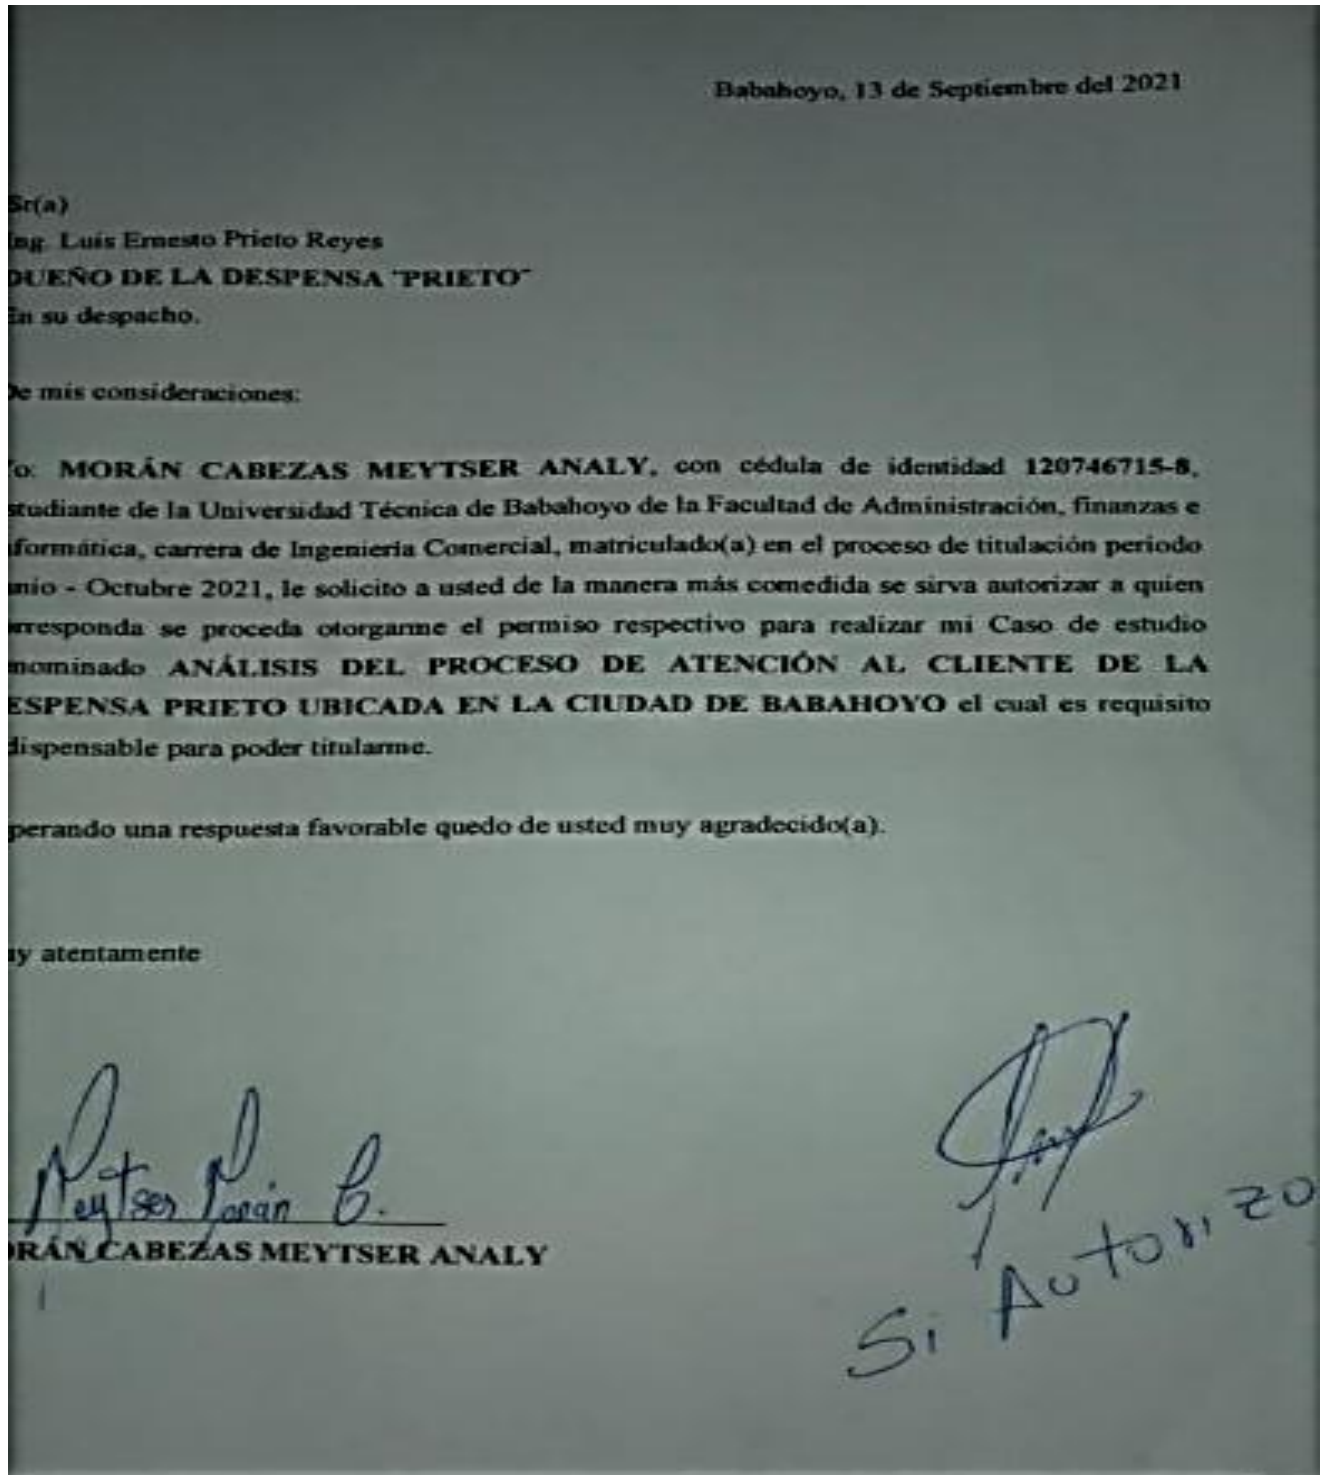 Babahoyo, 13 de Septiembre del 2021
Sr(a)
Ing. Luis Ernesto Prieto Reyes
DUEÑO DE LA DESPENSA "PRIETO"
En su despacho.
De mis consideraciones:
Yo: MORÁN CABEZAS MEYTSER ANALY, con cédula de identidad 120746715-8,
studiante de la Universidad Técnica de Babahoyo de la Facultad de Administración, finanzas e
nformática, carrera de Ingeniería Comercial, matriculado(a) en el proceso de titulación periodo
unio - Octubre 2021, le solicito a usted de la manera más comedida se sirva autorizar a quien
orresponda se proceda otorgarme el permiso respectivo para realizar mi Caso de estudio
nominado ANÁLISIS DEL PROCESO DE ATENCIÓN AL CLIENTE DE LA
ESPENSA PRIETO UBICADA EN LA CIUDAD DE BABAHOYO el cual es requisito
dispensable para poder titularme.
perando una respuesta favorable quedo de usted muy agradecido(a).
uy atentamente
Meytser Morán C.
ORÁN CABEZAS MEYTSER ANALY
Si Autorizo